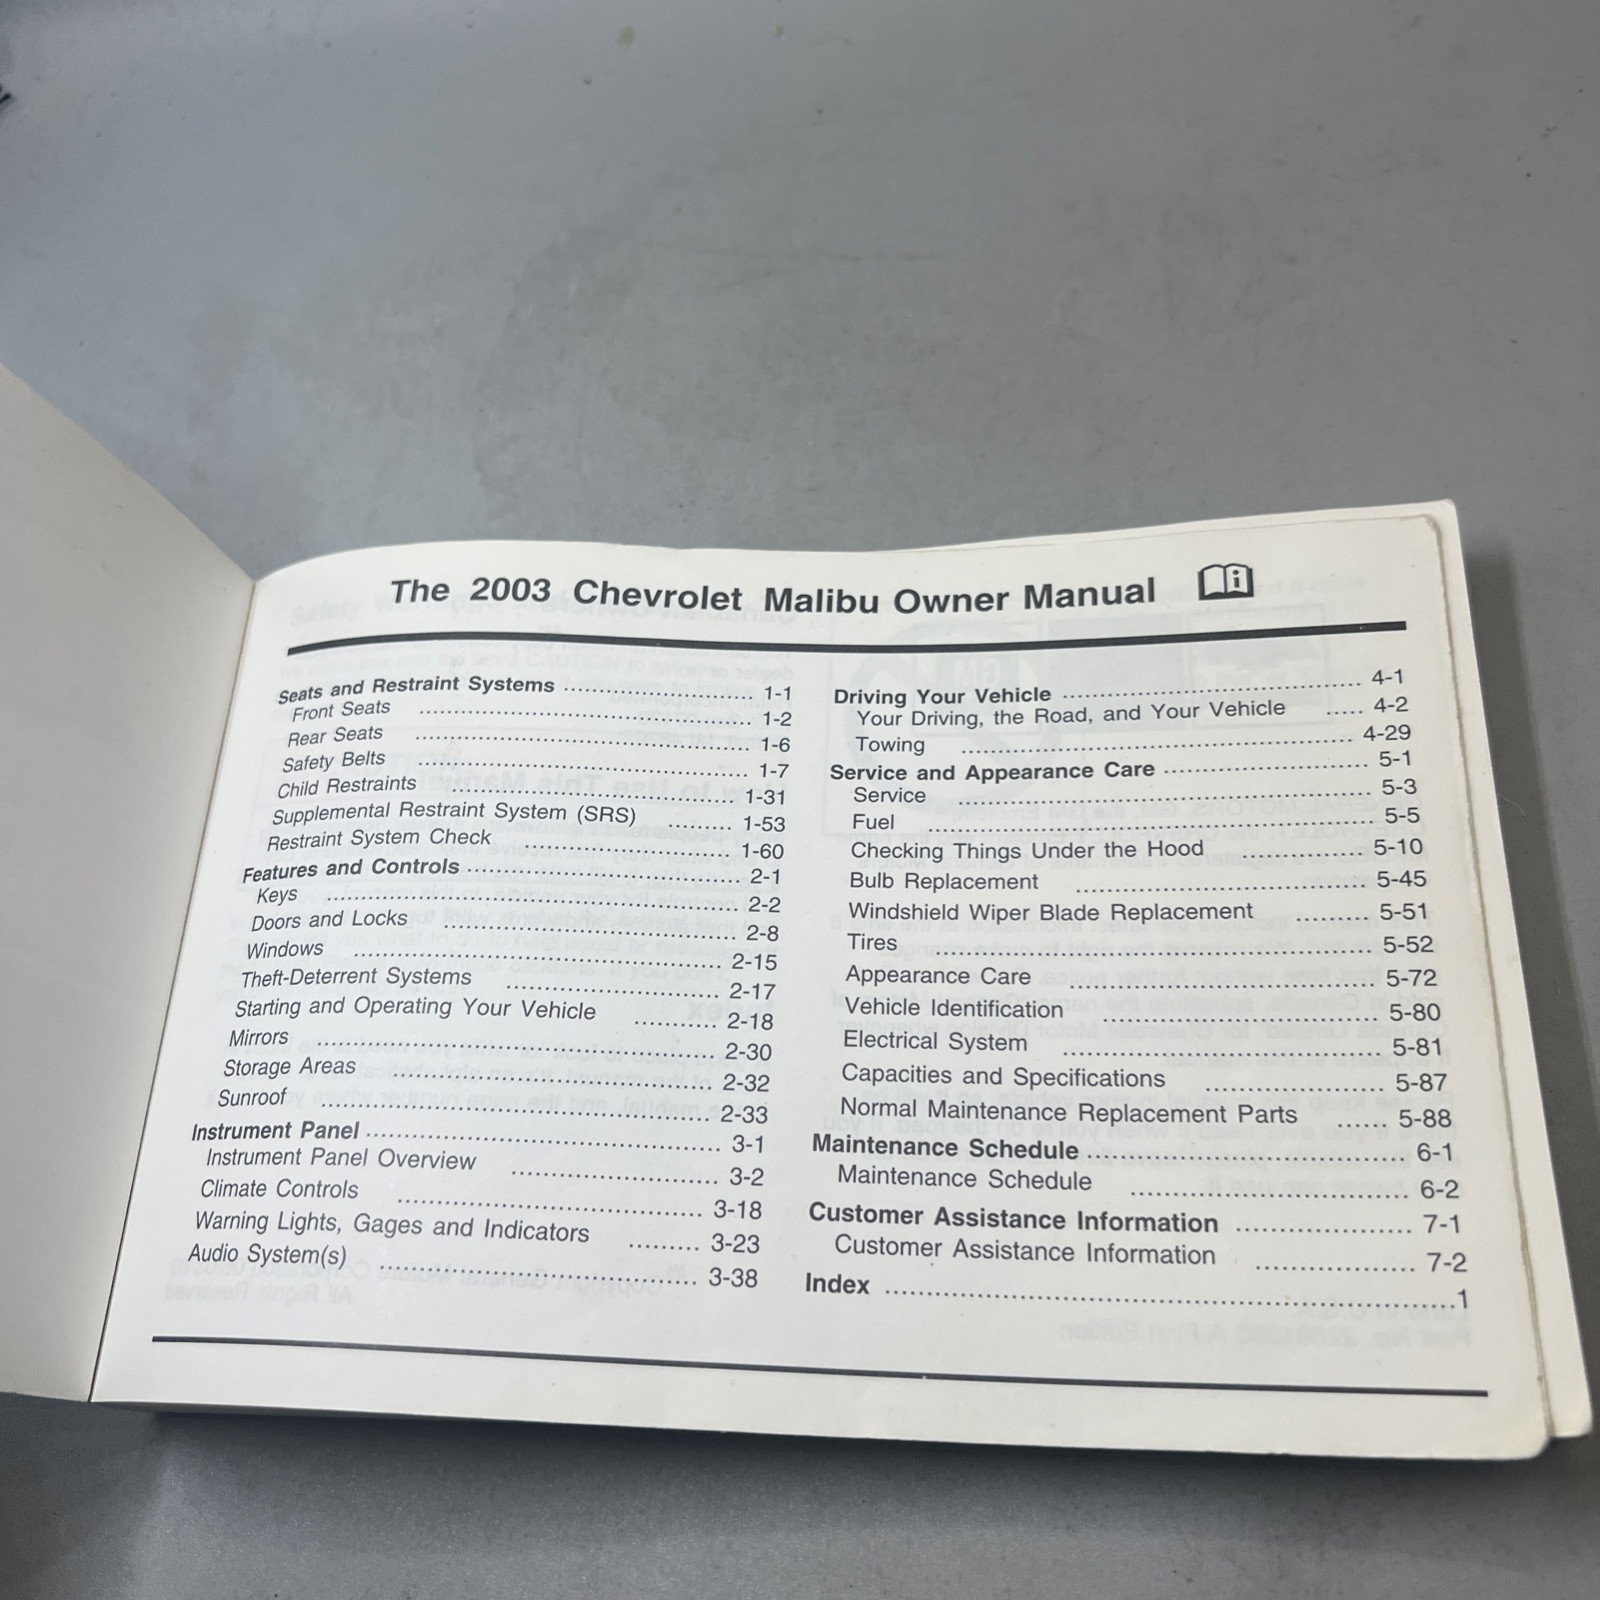 The 2003 Chevrolet Malibu Owner Manual
Seats and Restraint Systems ........................... 1-1
Front Seats ............................................... 1-2
Rear Seats ............................................... 1-6
Safety Belts ............................................... 1-7
Child Restraints ........................................ 1-31
Supplemental Restraint System (SRS) ......... 1-53
Restraint System Check ............................. 1-60
Features and Controls ....................................... 2-1
Keys .......................................................... 2-2
Doors and Locks .......................................... 2-8
Windows .................................................... 2-15
Theft-Deterrent Systems .............................. 2-17
Starting and Operating Your Vehicle ........... 2-18
Mirrors ........................................................ 2-30
Storage Areas ............................................. 2-32
Sunroof ....................................................... 2-33
Instrument Panel .................................................. 3-1
Instrument Panel Overview ............................. 3-2
Climate Controls .......................................... 3-18
Warning Lights, Gages and Indicators ......... 3-23
Audio System(s) .......................................... 3-38
Driving Your Vehicle ....................................... 4-1
Your Driving, the Road, and Your Vehicle ..... 4-2
Towing .................................................... 4-29
Service and Appearance Care ........................... 5-1
Service ...................................................... 5-3
Fuel .......................................................... 5-5
Checking Things Under the Hood ............... 5-10
Bulb Replacement ..................................... 5-45
Windshield Wiper Blade Replacement ......... 5-51
Tires ......................................................... 5-52
Appearance Care ....................................... 5-72
Vehicle Identification .................................. 5-80
Electrical System ........................................ 5-81
Capacities and Specifications ...................... 5-87
Normal Maintenance Replacement Parts ...... 5-88
Maintenance Schedule ....................................... 6-1
Maintenance Schedule .................................. 6-2
Customer Assistance Information ..................... 7-1
Customer Assistance Information .................... 7-2
Index .....................................................................1